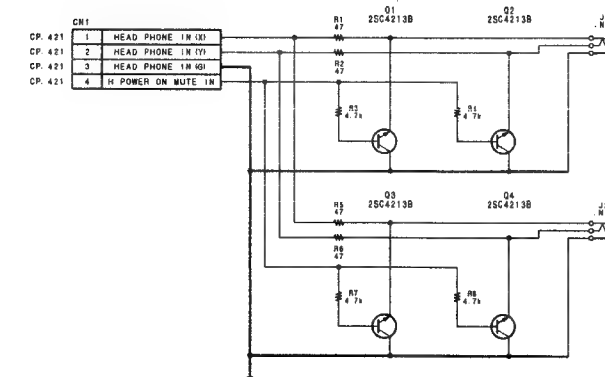 CN1
CP. 421 1 HEAD PHONE IN (X)
CP. 421 2 HEAD PHONE IN (Y)
CP. 421 3 HEAD PHONE IN (G)
CP. 421 4 H POWER ON MUTE IN
R1
47
Q1
2SC4213B
Q2
2SC4213B
R2
47
R3
4.7k
R4
4.7k
R5
47
Q3
2SC4213B
Q4
2SC4213B
R6
47
R7
4.7k
R8
4.7k